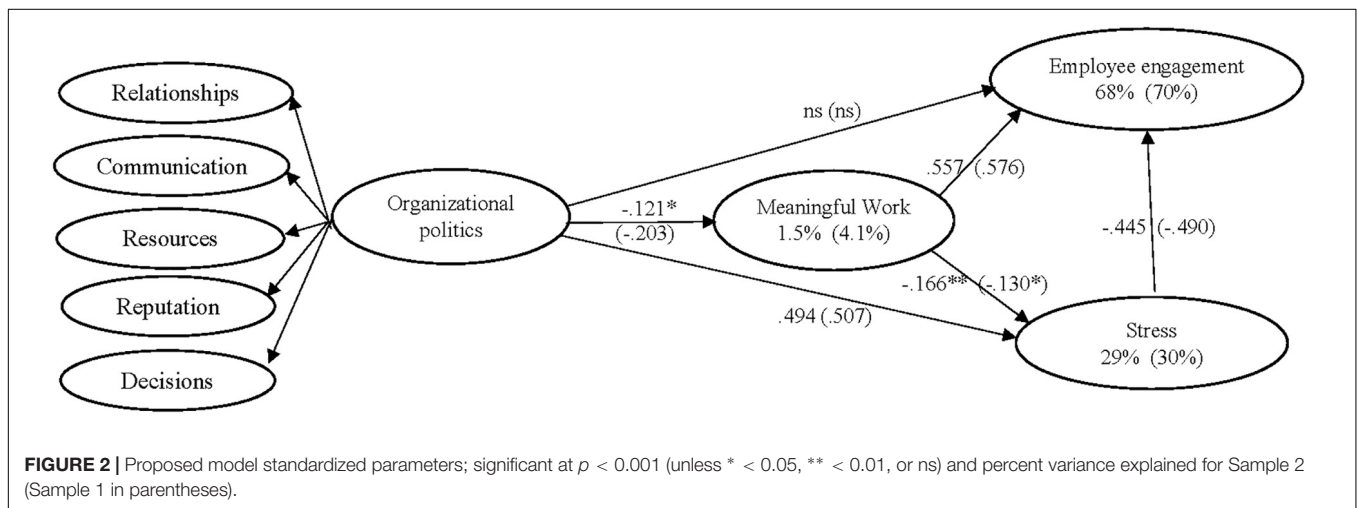 Relationships
Communication
Resources
Reputation
Decisions
Organizational
politics
ns (ns)
-.121*
(-.203)
.494 (.507)
Meaningful Work
1.5% (4.1%)
.557 (.576)
-.166** (-.130*)
Employee engagement
68% (70%)
-.445 (-.490)
Stress
29% (30%)
FIGURE 2 | Proposed model standardized parameters; significant at p < 0.001 (unless * < 0.05, ** < 0.01, or ns) and percent variance explained for Sample 2
(Sample 1 in parentheses).